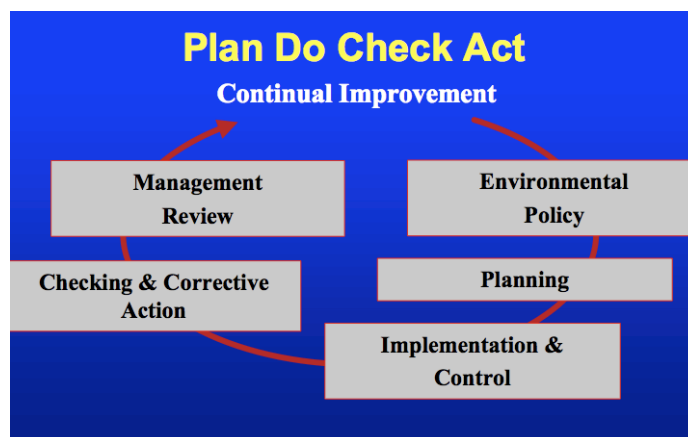 Plan Do Check Act
Continual Improvement
Environmental
Policy
Planning
Implementation &
Control
Checking & Corrective
Action
Management
Review